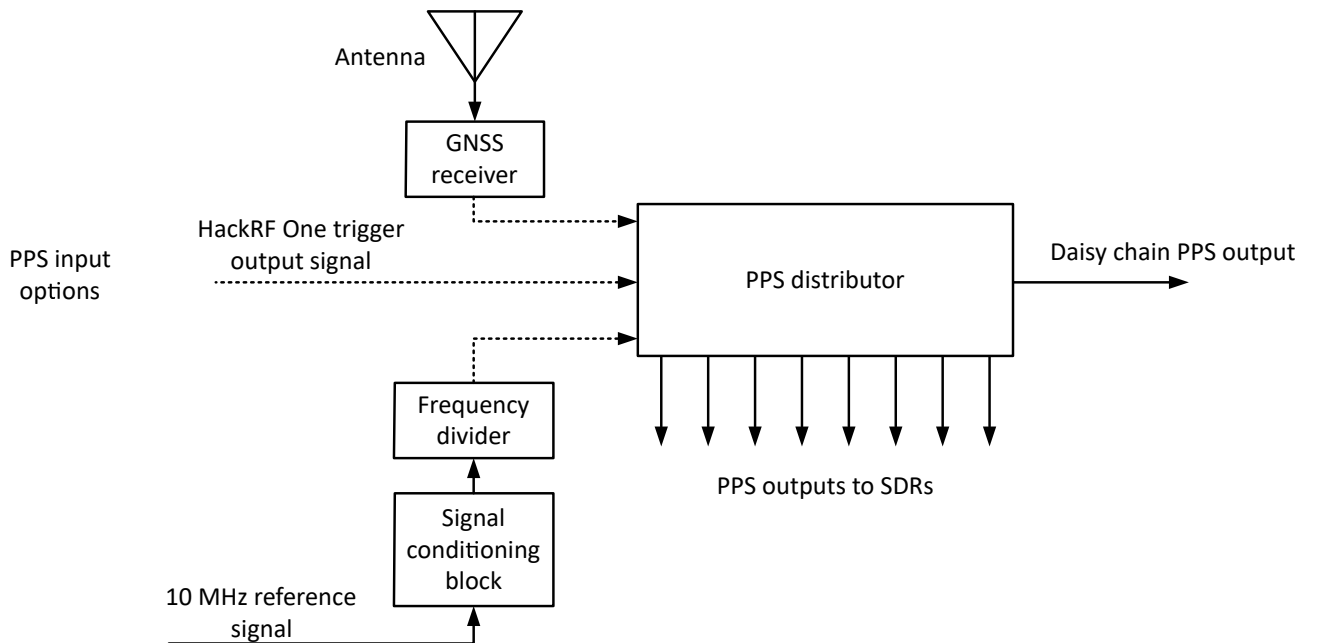 Antenna
GNSS
receiver
HackRF One trigger
output signal
PPS input
options
PPS distributor
Daisy chain PPS output
Frequency
divider
PPS outputs to SDRs
Signal
conditioning
block
10 MHz reference
signal